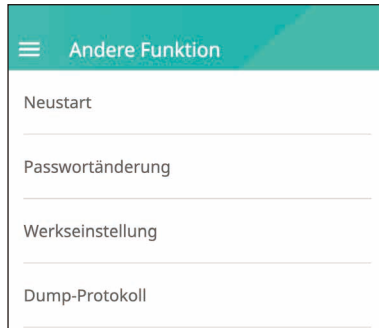 Andere Funktion
Neustart
Passwortänderung
Werkseinstellung
Dump-Protokoll